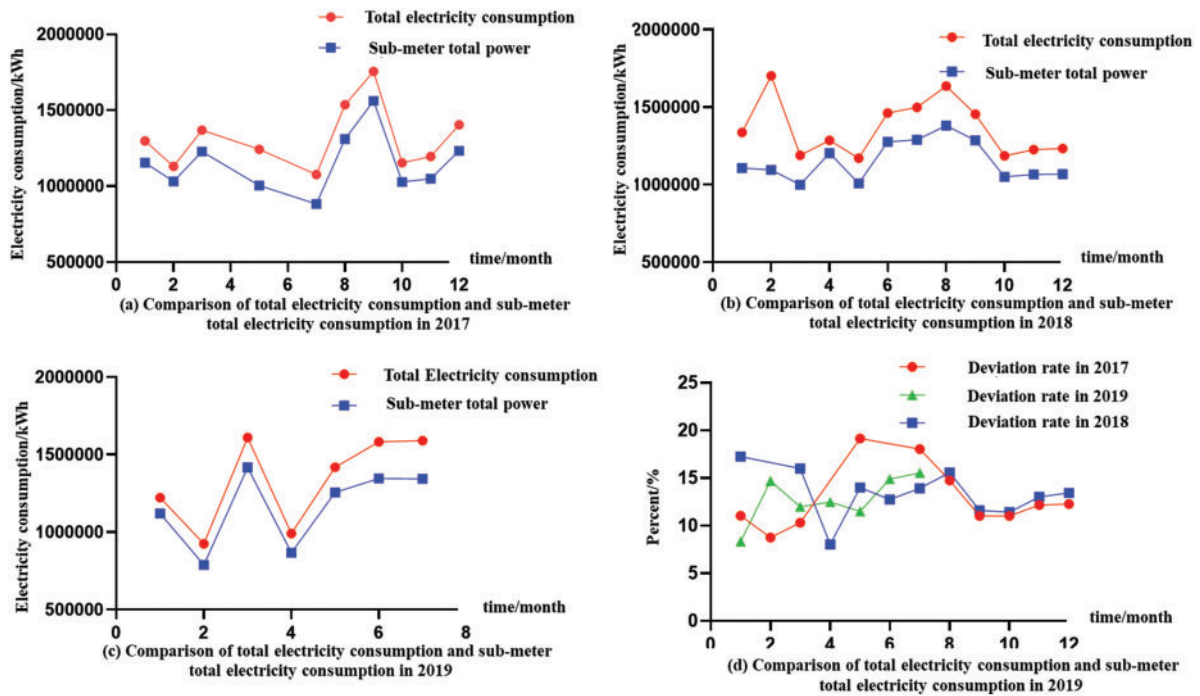 Total electricity consumption
Sub-meter total power
Electricity consumption/kWh
2000000
1500000
1000000
500000
0 2 4 6 8 10 12
time/month
(a) Comparison of total electricity consumption and sub-meter
total electricity consumption in 2017
Total electricity consumption
Sub-meter total power
Electricity consumption/kWh
2000000
1500000
1000000
500000
0 2 4 6 8 10 12
time/month
(b) Comparison of total electricity consumption and sub-meter
total electricity consumption in 2018
Total Electricity consumption
Sub-meter total power
Electricity consumption/kWh
2000000
1500000
1000000
500000
0 2 4 6 8
time/month
(c) Comparison of total electricity consumption and sub-meter
total electricity consumption in 2019
Deviation rate in 2017
Deviation rate in 2019
Deviation rate in 2018
Percent/%
25
20
15
10
5
0
0 2 4 6 8 10 12
time/month
(d) Comparison of total electricity consumption and sub-meter
total electricity consumption in 2019